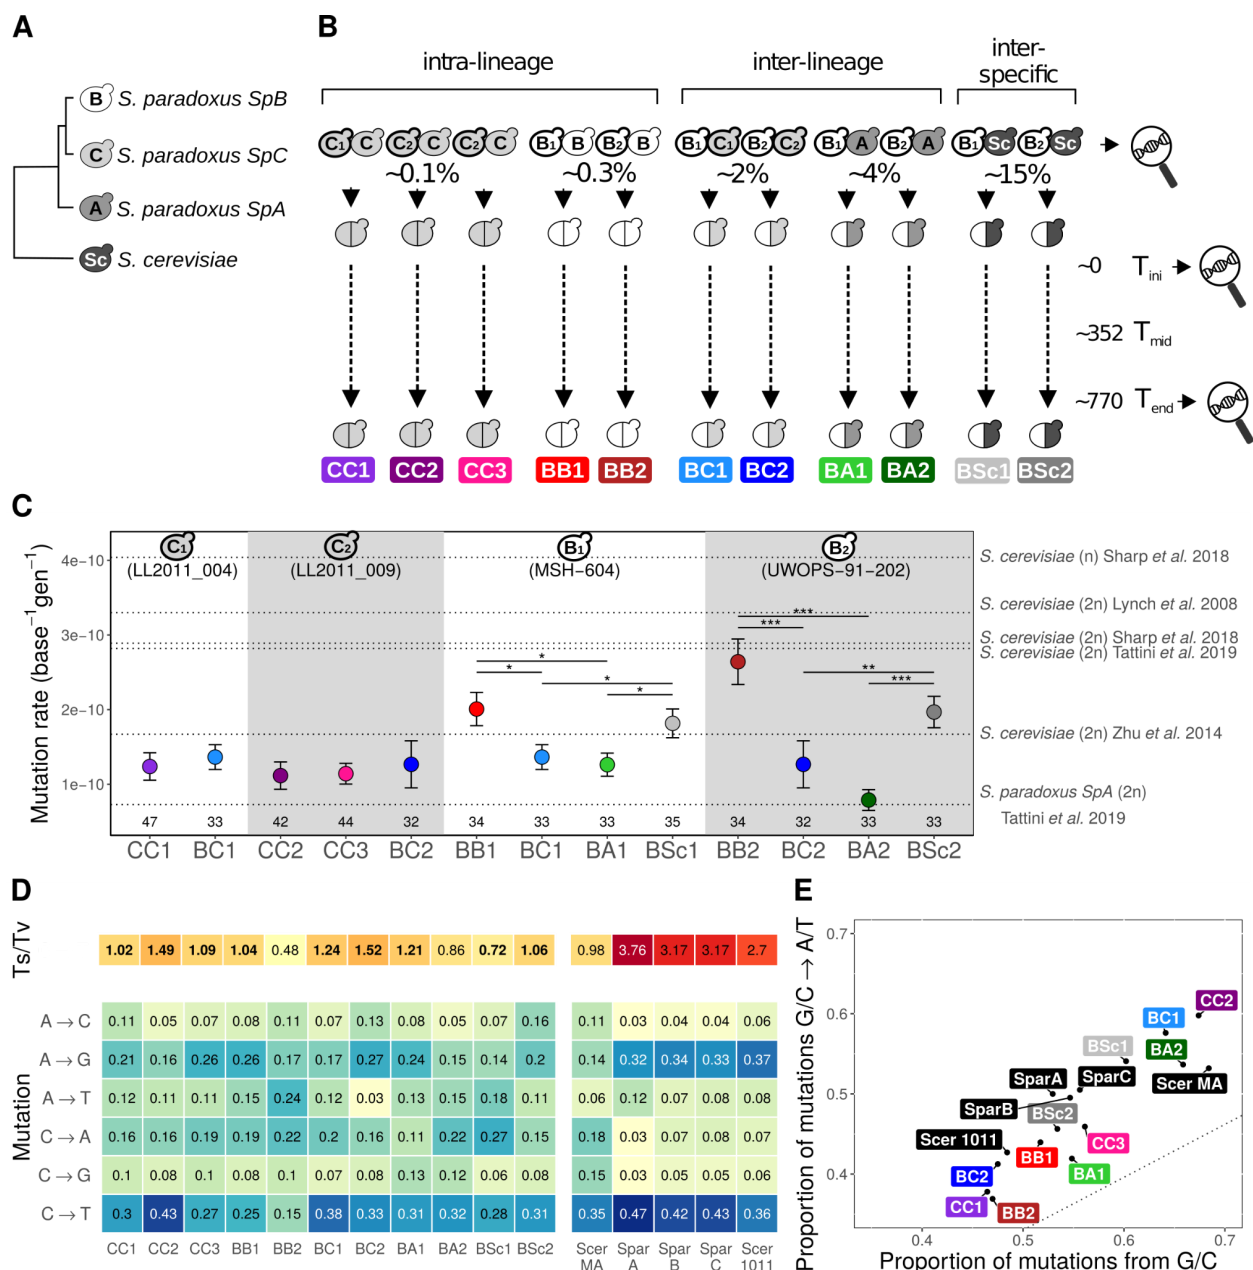 A
B S. paradoxus SpB
C S. paradoxus SpC
A S. paradoxus SpA
Sc S. cerevisiae
B
intra-lineage inter-lineage inter-
specific
C1 C C2 C C2 C B1 B B2 B B1 C1 B2 C2 B1 A B2 A B1 Sc B2 Sc
~0.1% ~0.3% ~2% ~4% ~15%
~0 Tini
~352 Tmid
~770 Tend
CC1 CC2 CC3 BB1 BB2 BC1 BC2 BA1 BA2 BSc1 BSc2
C
Mutation rate (base−1gen−1)
4e−10
3e−10
2e−10
1e−10
C1 C2 B1 B2
(LL2011_004) (LL2011_009) (MSH−604) (UWOPS−91−202)
* * * * *** *** ** ***
47 33 42 44 32 34 33 33 35 34 32 33 33
CC1 BC1 CC2 CC3 BC2 BB1 BC1 BA1 BSc1 BB2 BC2 BA2 BSc2
S. cerevisiae (n) Sharp et al. 2018
S. cerevisiae (2n) Lynch et al. 2008
S. cerevisiae (2n) Sharp et al. 2018
S. cerevisiae (2n) Tattini et al. 2019
S. cerevisiae (2n) Zhu et al. 2014
S. paradoxus SpA (2n)
Tattini et al. 2019
D
Ts/Tv
1.02 1.49 1.09 1.04 0.48 1.24 1.52 1.21 0.86 0.72 1.06 0.98 3.76 3.17 3.17 2.7
Mutation
A → C 0.11 0.05 0.07 0.08 0.11 0.07 0.13 0.08 0.05 0.07 0.16 0.11 0.03 0.04 0.04 0.06
A → G 0.21 0.16 0.26 0.26 0.17 0.17 0.27 0.24 0.15 0.14 0.2 0.14 0.32 0.34 0.33 0.37
A → T 0.12 0.11 0.11 0.15 0.24 0.12 0.03 0.13 0.15 0.18 0.11 0.06 0.12 0.07 0.08 0.08
C → A 0.16 0.16 0.19 0.19 0.22 0.2 0.16 0.11 0.22 0.27 0.15 0.18 0.03 0.07 0.08 0.07
C → G 0.1 0.08 0.1 0.1 0.08 0.07 0.08 0.13 0.12 0.06 0.08 0.15 0.03 0.05 0.05 0.06
C → T 0.3 0.43 0.27 0.25 0.15 0.38 0.33 0.31 0.32 0.28 0.31 0.35 0.47 0.42 0.43 0.36
CC1 CC2 CC3 BB1 BB2 BC1 BC2 BA1 BA2 BSc1 BSc2 Scer Spar Spar Spar Scer
MA A B C 1011
E
Proportion of mutations G/C → A/T
0.7
0.6
0.5
0.4
CC2
BC1
BSc1 BA2
SparA SparC Scer MA
SparB BSc2
Scer 1011 CC3
BB1
BC2 BA1
CC1 BB2
0.4 0.5 0.6 0.7
Proportion of mutations from G/C